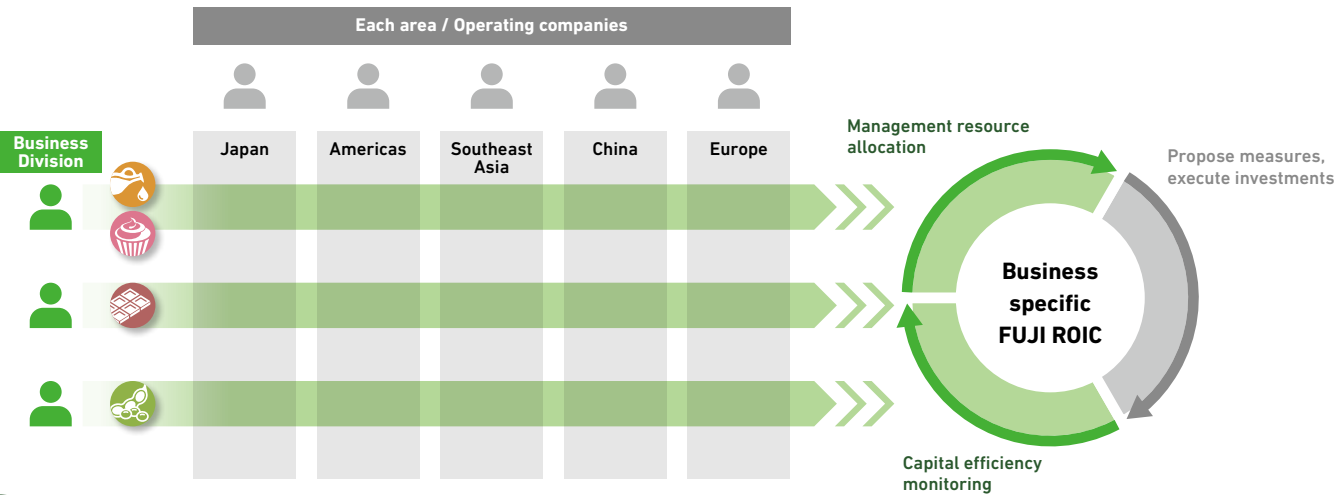 Each area / Operating companies
Business
Division
Japan
Americas
Southeast
Asia
China
Europe
Management resource
allocation
Propose measures,
execute investments
Business
specific
FUJI ROIC
Capital efficiency
monitoring